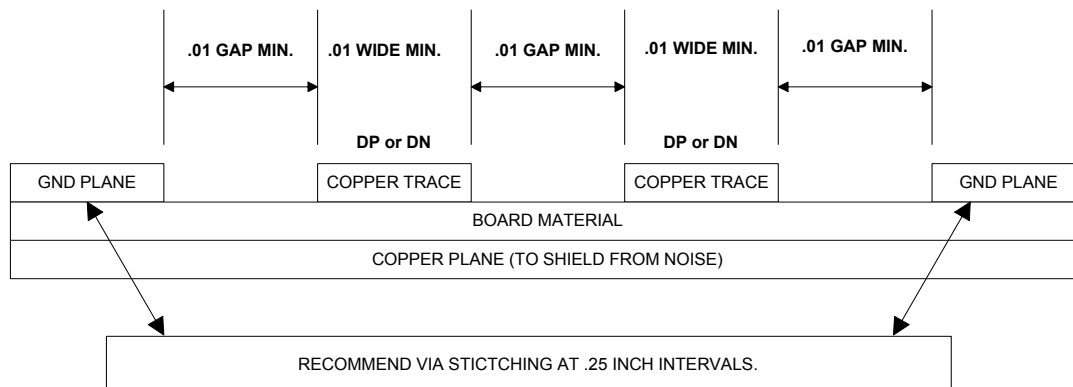 .01 GAP MIN. .01 WIDE MIN. .01 GAP MIN. .01 WIDE MIN. .01 GAP MIN.
DP or DN DP or DN
GND PLANE COPPER TRACE COPPER TRACE GND PLANE
BOARD MATERIAL
COPPER PLANE (TO SHIELD FROM NOISE)
RECOMMEND VIA STICTCHING AT .25 INCH INTERVALS.